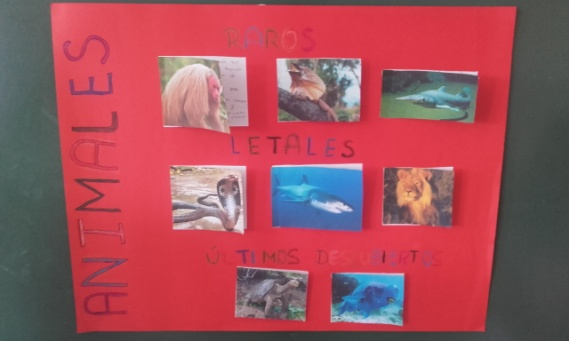 ANIMALES
RAROS
LETALES
ÚLTIMOS DESCUBIERTOS